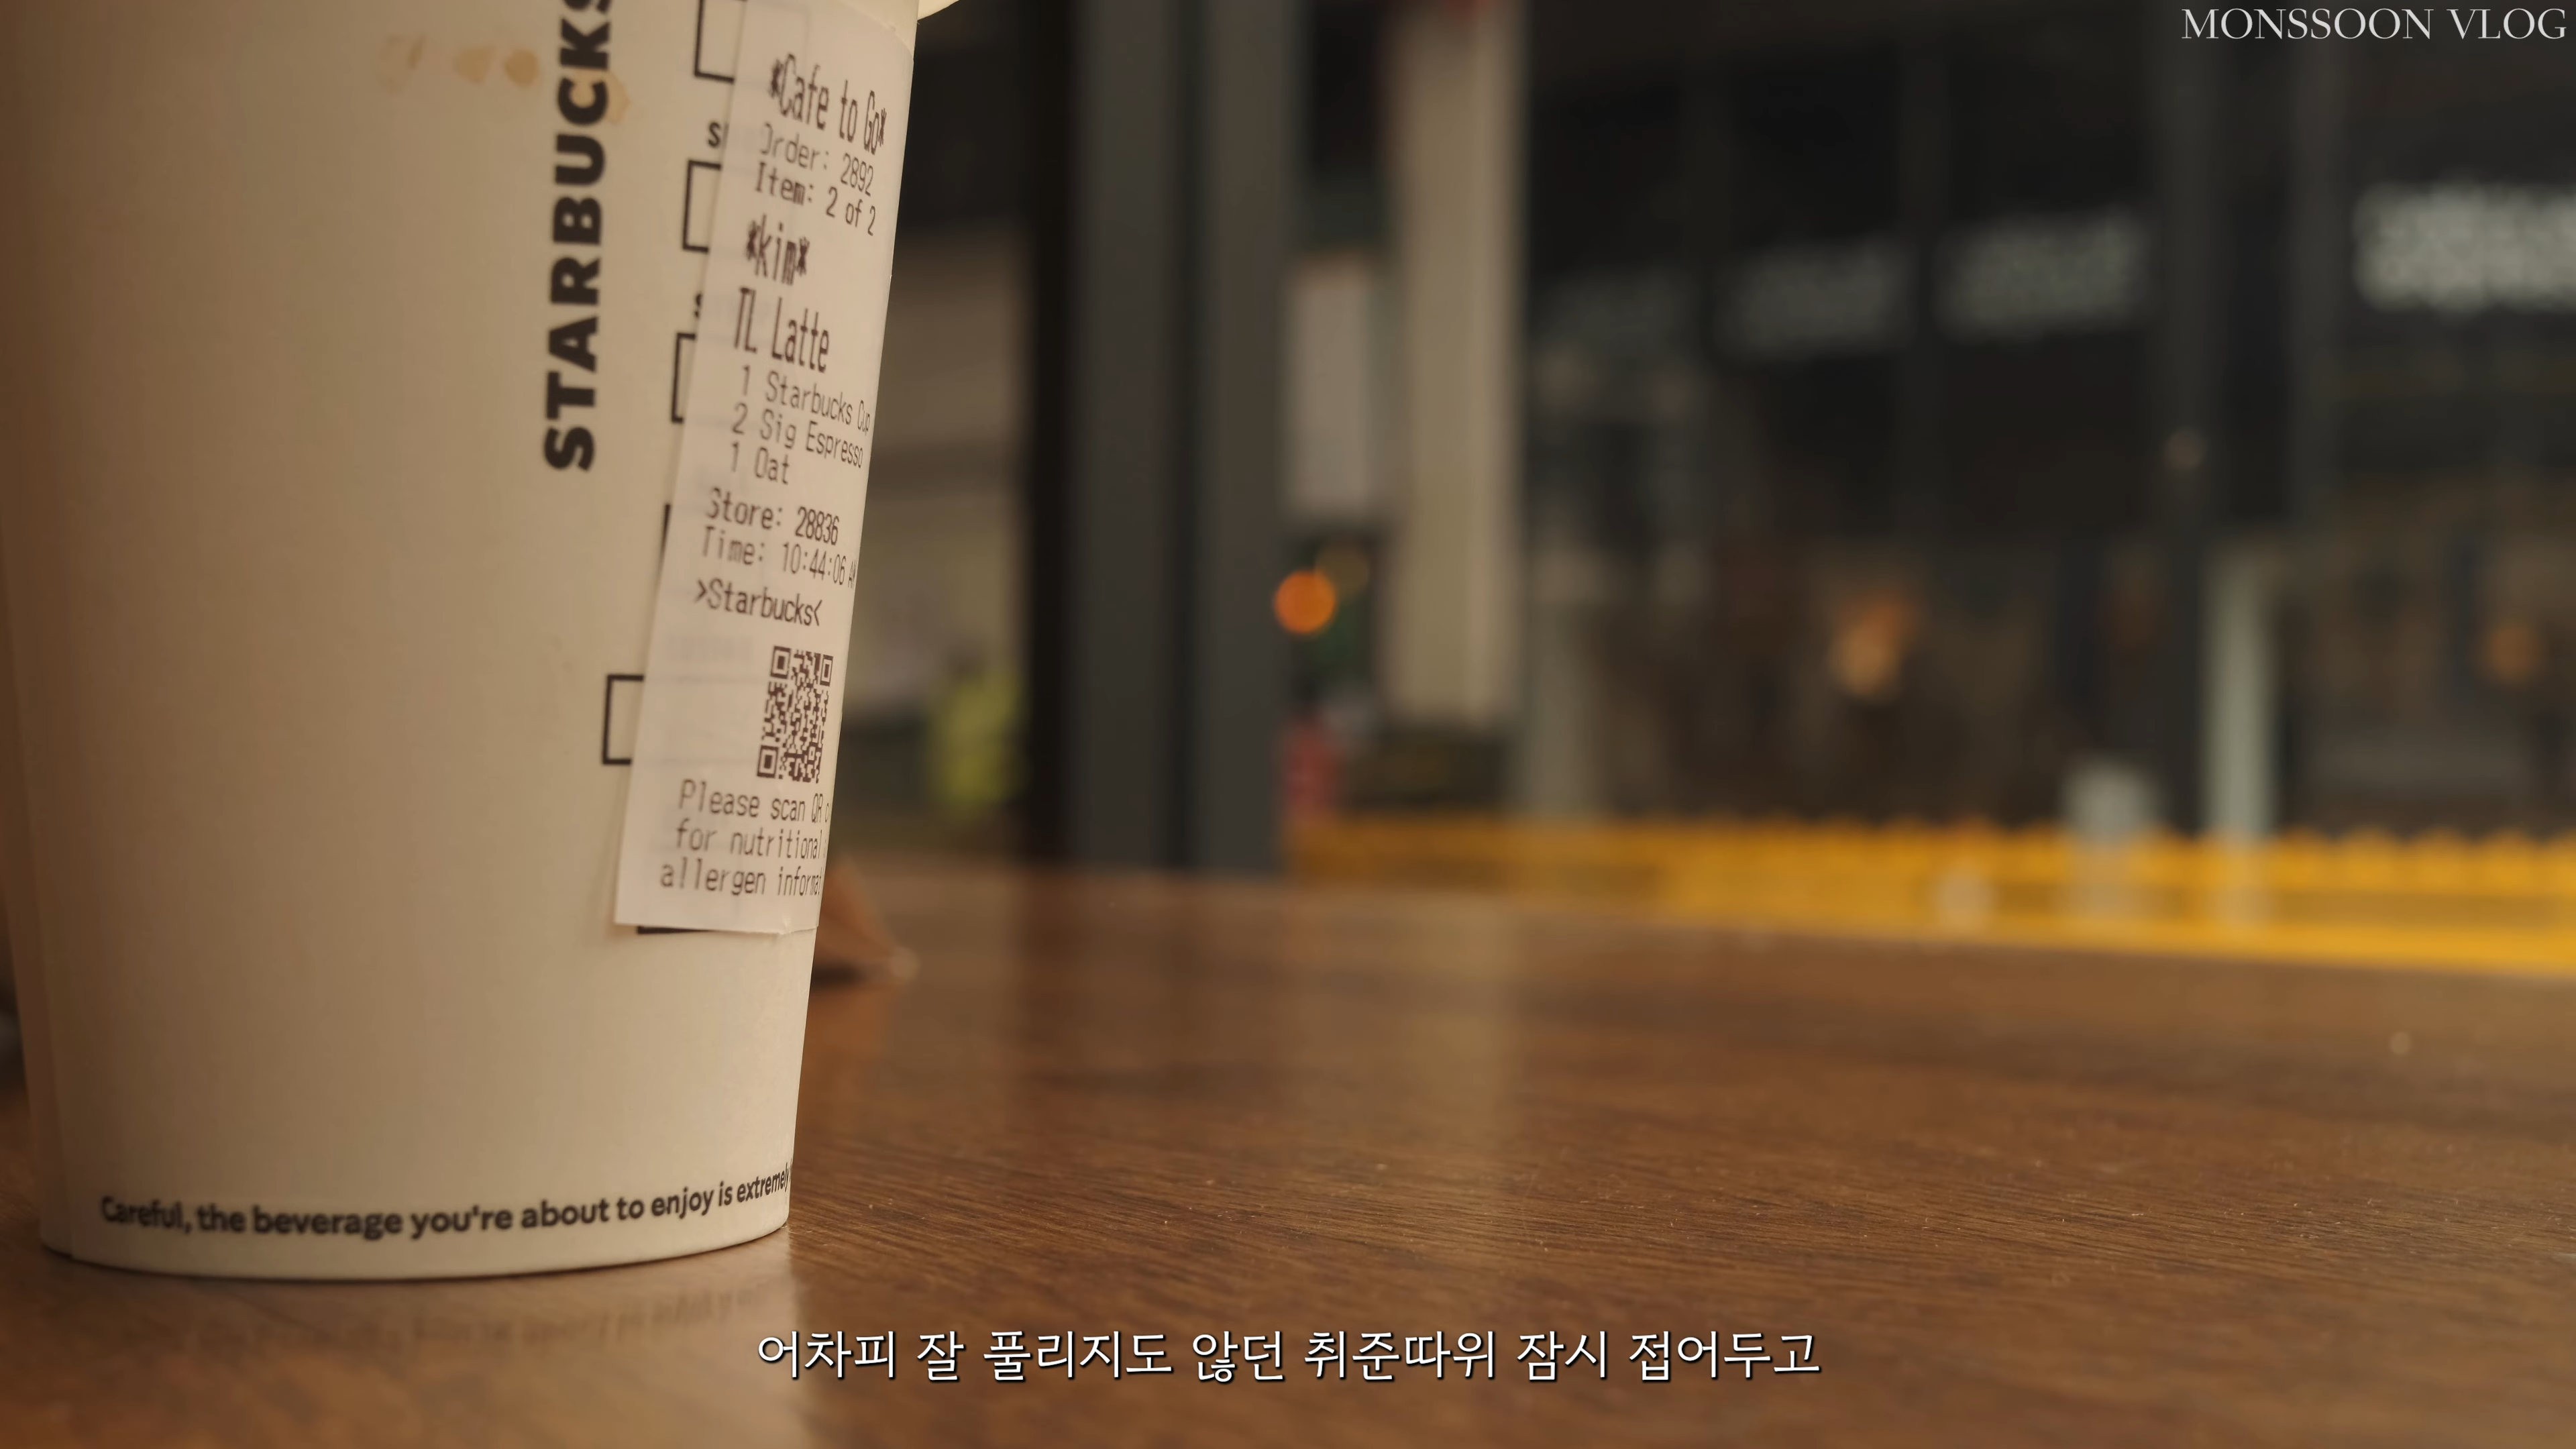 MONSSOON VLOG
STARBUCKS
*Cafe to Go*
Order: 2892
Item: 2 of 2
*kim*
TL Latte
1 Starbucks Cup
2 Sig Espresso
1 Oat
Store: 28836
Time: 10:44:06
>Starbucks<
Please scan QR
for nutritional
allergen
Careful, the beverage you're about to enjoy is extremely
어차피 잘 풀리지도 않던 취준따위 잠시 접어두고